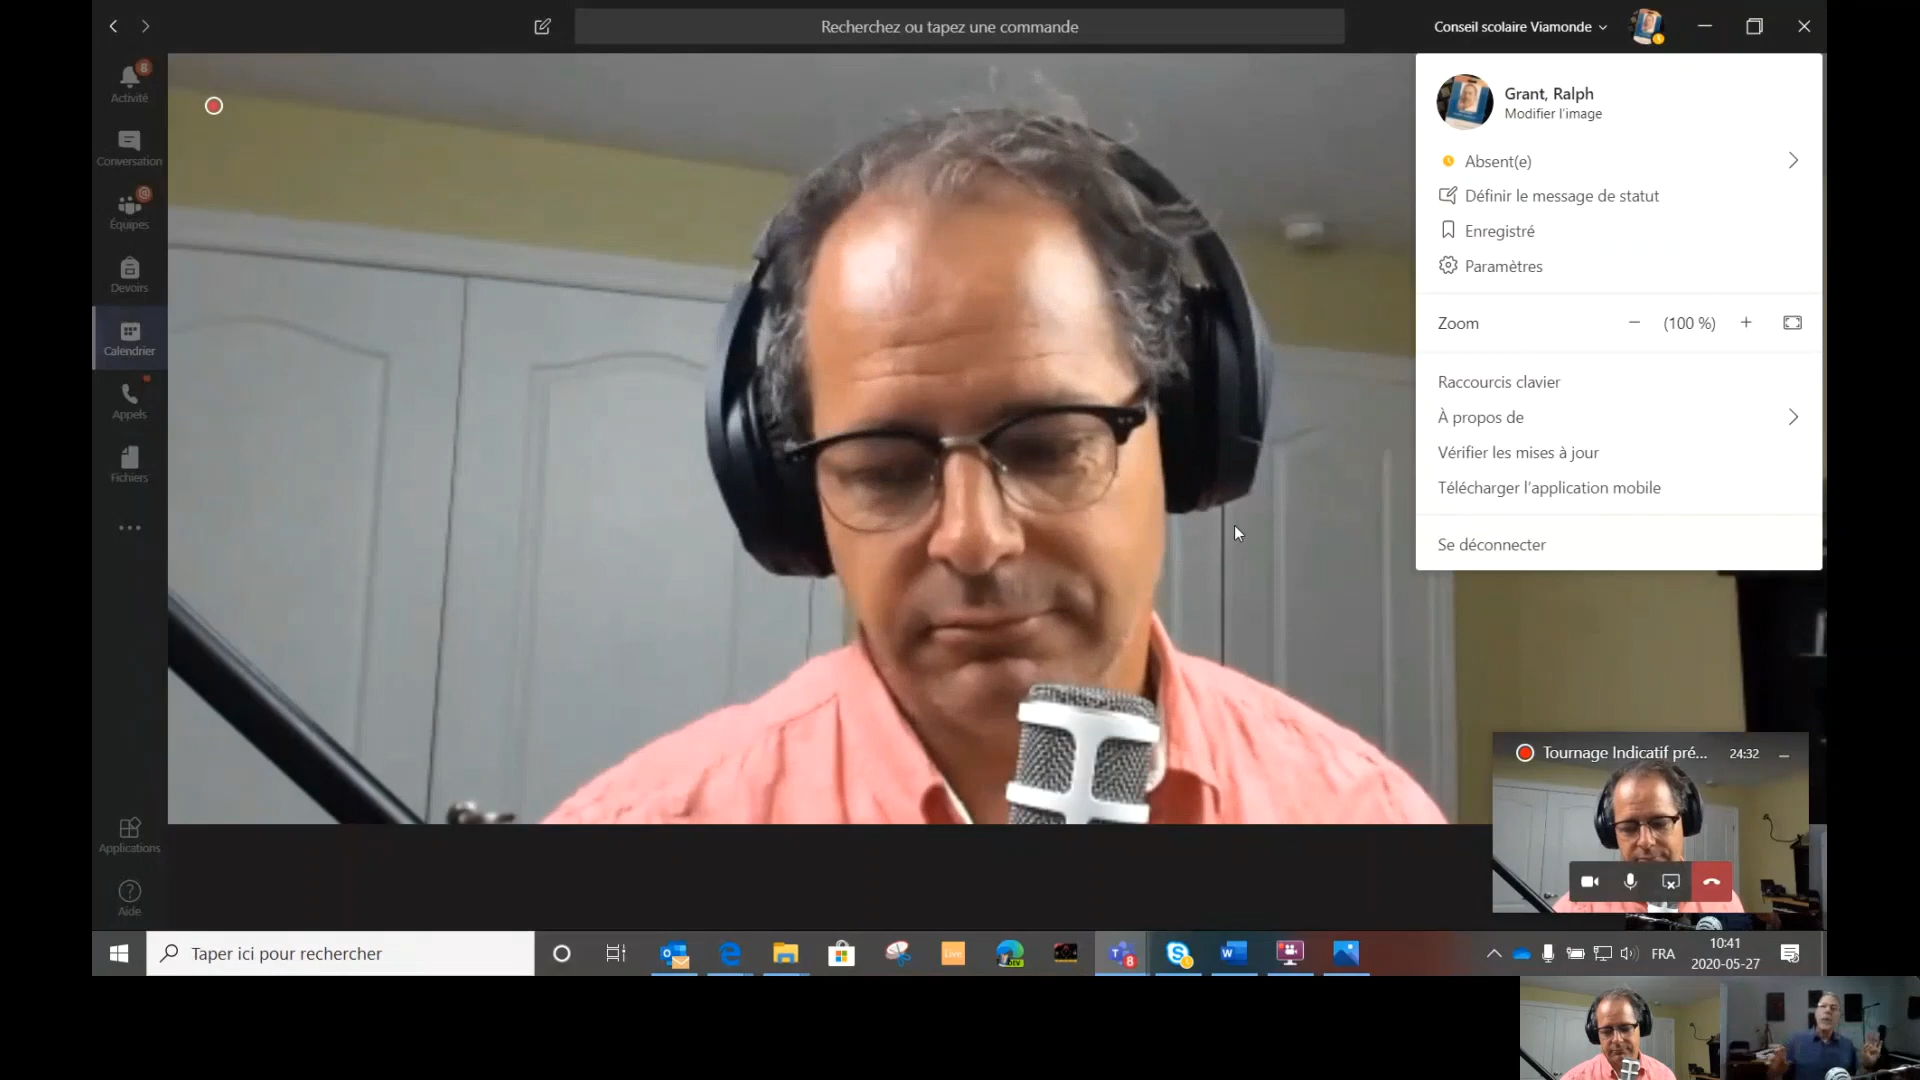 Recherchez ou tapez une commande
Conseil scolaire Viamonde
8
Activité
Conversation
@
Équipes
Devoirs
Calendrier
Appels
Fichiers
Applications
Aide
Grant, Ralph
Modifier l'image
Absent(e)
Définir le message de statut
Enregistré
Paramètres
Zoom
(100 %)
Raccourcis clavier
À propos de
Vérifier les mises à jour
Télécharger l'application mobile
Se déconnecter
Tournage Indicatif pré... 24:32
Taper ici pour rechercher
Live
8
FRA
10:41
2020-05-27